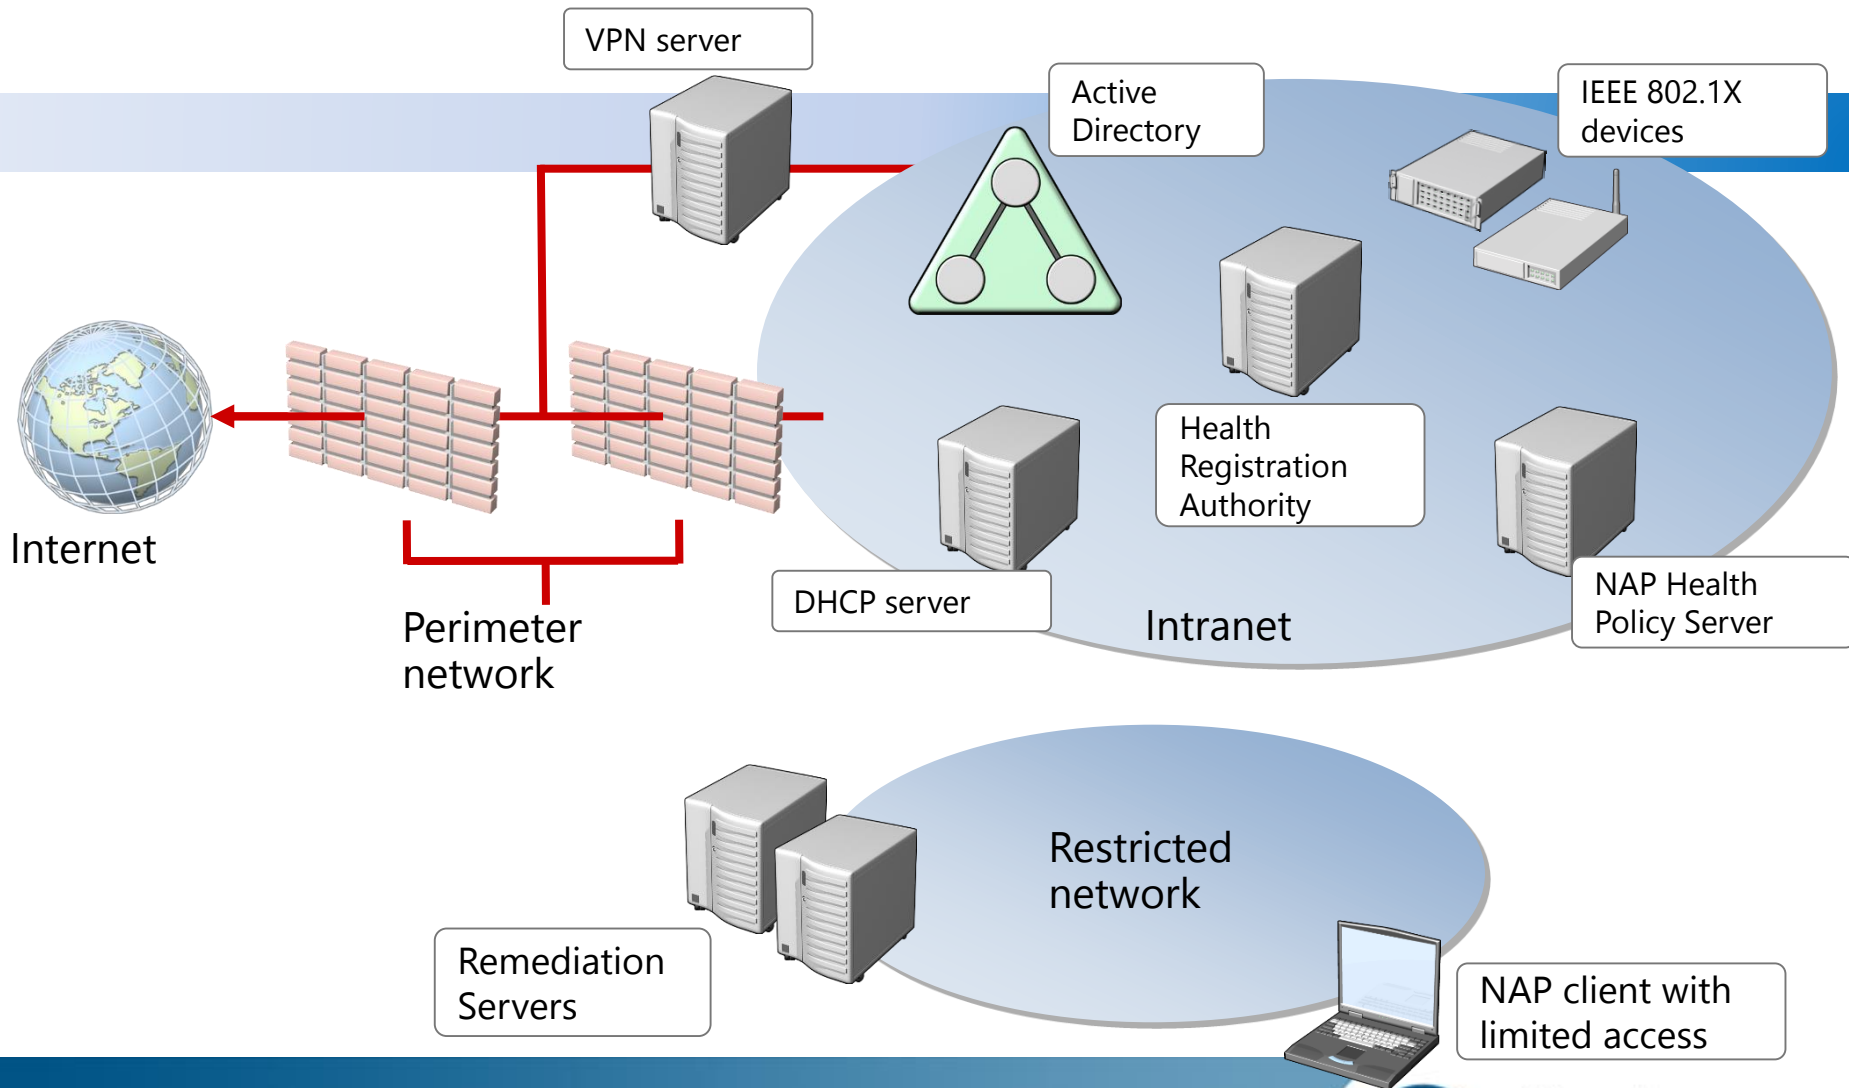 VPN server
Active
Directory
IEEE 802.1X
devices
Internet
Health
Registration
Authority
DHCP server
Intranet
NAP Health
Policy Server
Perimeter
network
Restricted
network
Remediation
Servers
NAP client with
limited access